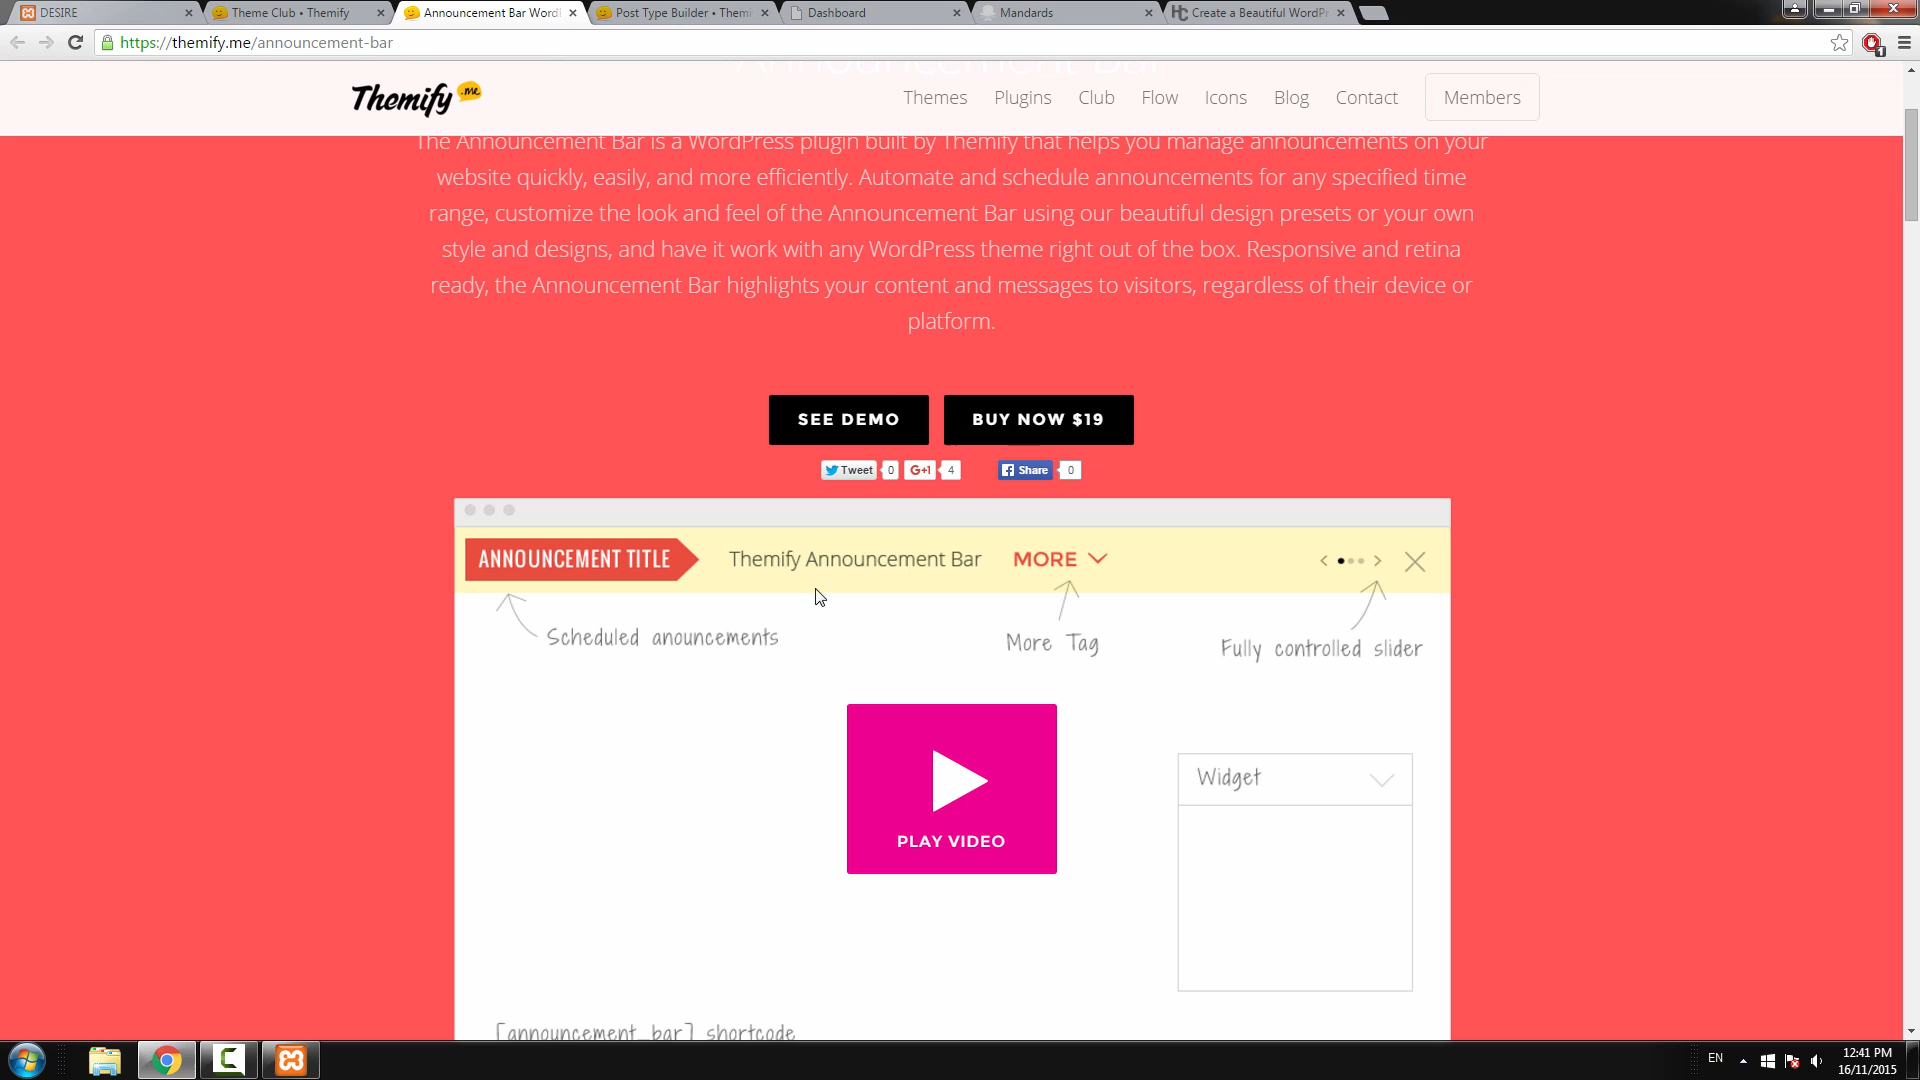 DESIRE
Theme Club • Themify
Announcement Bar Word
Post Type Builder • Them
Dashboard
Mandards
Create a Beautiful WordPr
https://themify.me/announcement-bar
1
Announcement Bar
Themify .me
Themes
Plugins
Club
Flow
Icons
Blog
Contact
Members
The Announcement Bar is a WordPress plugin built by Themify that helps you manage announcements on your
website quickly, easily, and more efficiently. Automate and schedule announcements for any specified time
range, customize the look and feel of the Announcement Bar using our beautiful design presets or your own
style and designs, and have it work with any WordPress theme right out of the box. Responsive and retina
ready, the Announcement Bar highlights your content and messages to visitors, regardless of their device or
platform.
SEE DEMO
BUY NOW $19
Tweet 0 G+1 4 Share 0
ANNOUNCEMENT TITLE
Themify Announcement Bar
MORE
Scheduled anouncements
More Tag
Fully controlled slider
Widget
PLAY VIDEO
[announcement_bar] shortcode
EN
12:41 PM
16/11/2015